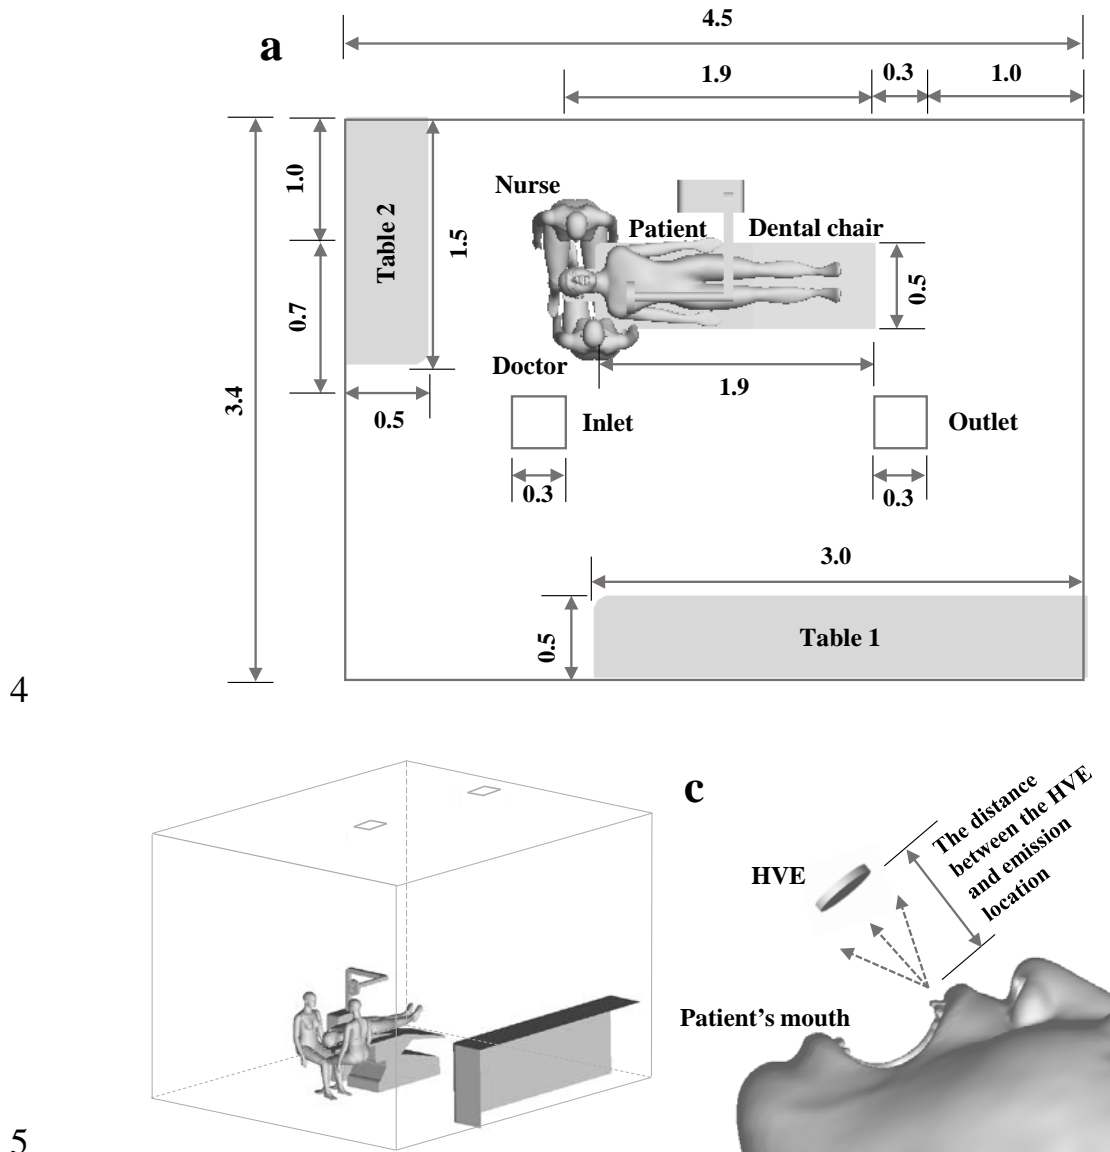 a
4.5
1.9
0.3
1.0
1.0
0.7
3.4
Table 2
1.5
0.5
Nurse
Patient
Dental chair
0.5
Doctor
1.9
Inlet
Outlet
0.3
0.3
3.0
0.5
Table 1
4
c
HVE
The distance
between the HVE
and emission
location
Patient’s mouth
5